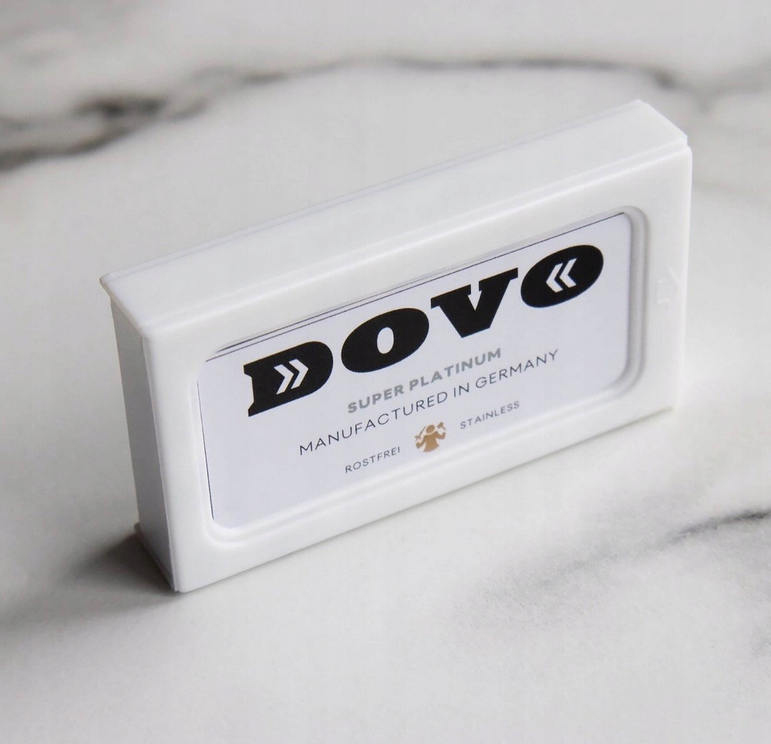 DOVO
SUPER PLATINUM
MANUFACTURED IN GERMANY
ROSTFREI STAINLESS